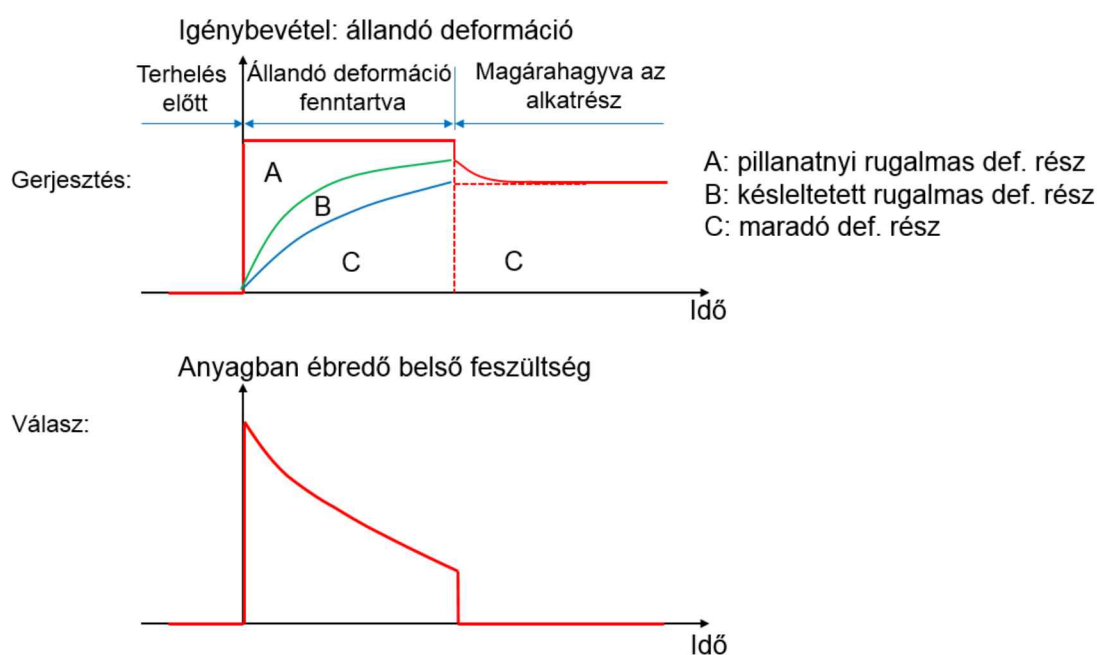 Igénybevétel: állandó deformáció
Terhelés
előtt
Állandó deformáció
fenntartva
Magárahagyva az
alkatrész
Gerjesztés:
A
B
C
C
A: pillanatnyi rugalmas def. rész
B: késleltetett rugalmas def. rész
C: maradó def. rész
Idő
Anyagban ébredő belső feszültség
Válasz:
Idő